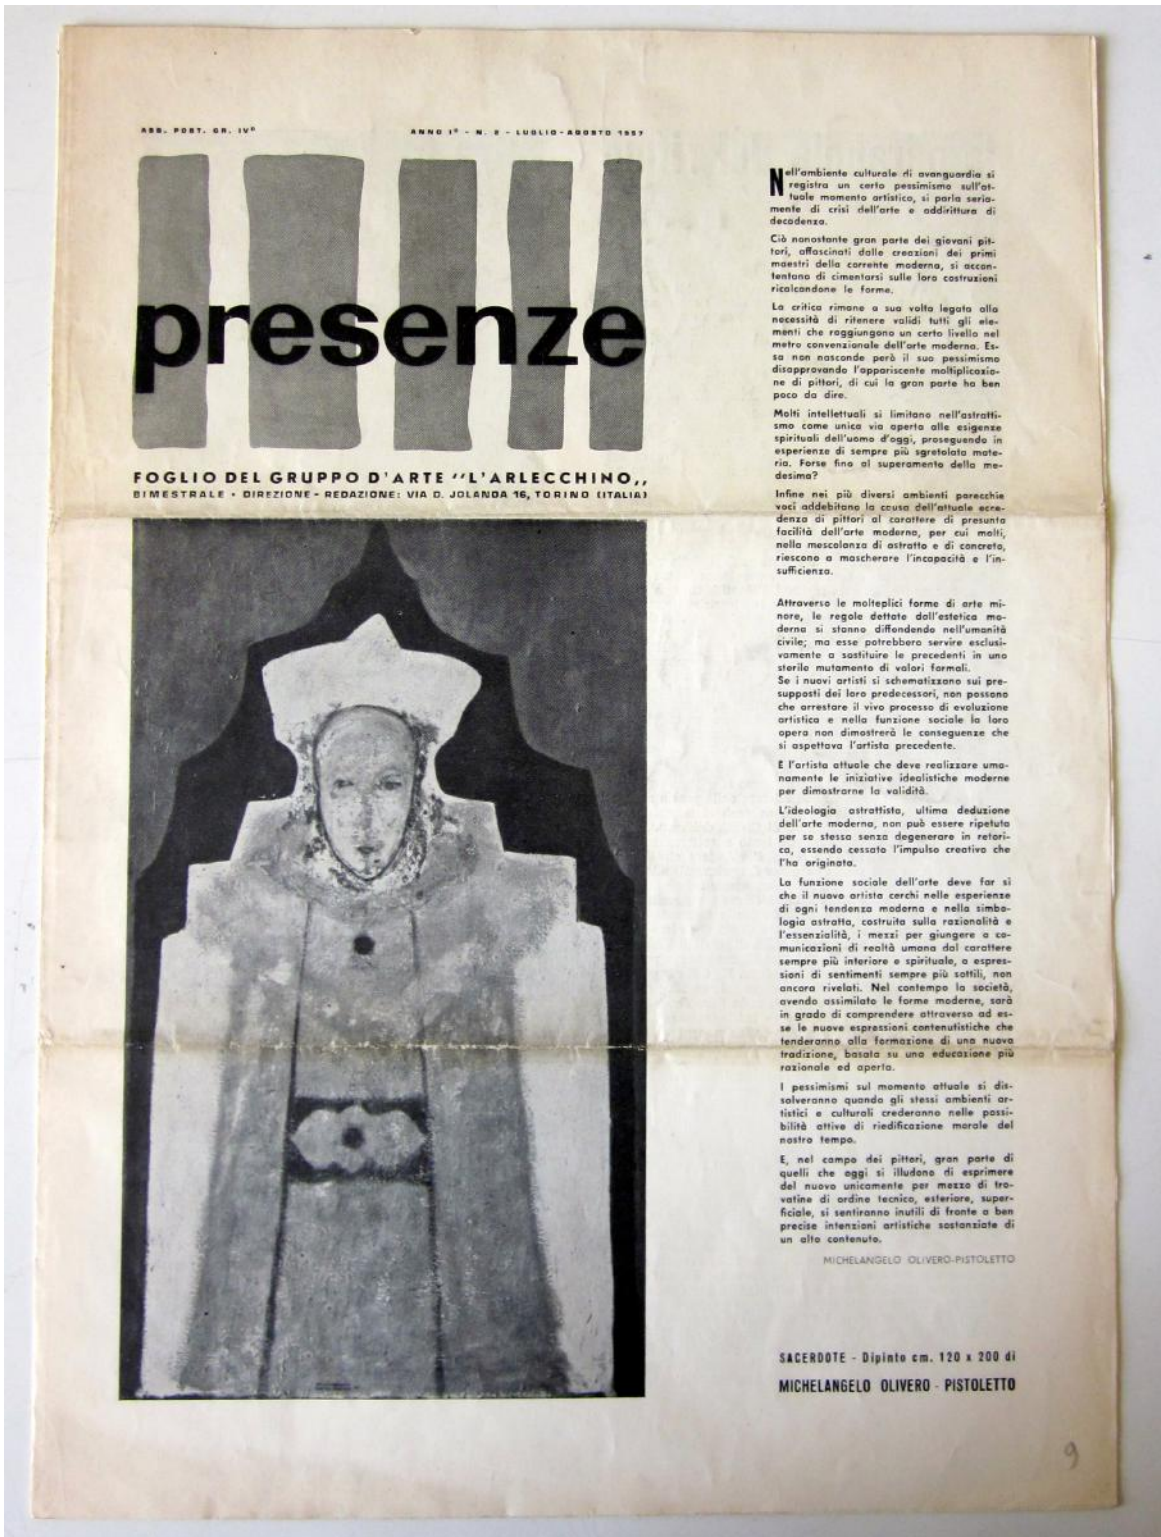 ABB. POST. GR. IVº
ANNO Iº - N. 2 - LUGLIO-AGOSTO 1957
presenze
FOGLIO DEL GRUPPO D'ARTE "L'ARLECCHINO,,
BIMESTRALE - DIREZIONE - REDAZIONE: VIA D. JOLANDA 16, TORINO (ITALIA)
Nell'ambiente culturale di avanguardia si
registra un certo pessimismo sull'at-
tuale momento artistico, si parla seria-
mente di crisi dell'arte e addirittura di
decadenza.
Ciò nonostante gran parte dei giovani pit-
tori, affascinati dalle creazioni dei primi
maestri della corrente moderna, si accon-
tentano di cimentarsi sulle loro costruzioni
ricalcandone le forme.
La critica rimane a sua volta legata alla
necessità di ritenere validi tutti gli ele-
menti che raggiungono un certo livello nel
metro convenzionale dell'arte moderna. Es-
sa non nasconde però il suo pessimismo
disapprovando l'appariscente moltiplicazio-
ne di pittori, di cui la gran parte ha ben
poco da dire.
Molti intellettuali si limitano nell'astratti-
smo come unica via aperta alle esigenze
spirituali dell'uomo d'oggi, proseguendo in
esperienze di sempre più sgretolata mate-
ria. Forse fino al superamento della me-
desima?
Infine nei più diversi ambienti parecchie
voci addebitano la causa dell'attuale ecce-
denza di pittori al carattere di presunta
facilità dell'arte moderna, per cui molti,
nella mescolanza di astratto e di concreto,
riescono a mascherare l'incapacità e l'in-
sufficienza.
Attraverso le molteplici forme di arte mi-
nore, le regole dettate dall'estetica mo-
derna si stanno diffondendo nell'umanità
civile; ma esse potrebbero servire esclusi-
vamente a sostituire le precedenti in uno
sterile mutamento di valori formali.
Se i nuovi artisti si schematizzano sui pre-
supposti dei loro predecessori, non possono
che arrestare il vivo processo di evoluzione
artistica e nella funzione sociale la loro
opera non dimostrerà le conseguenze che
si aspettava l'artista precedente.
E l'artista attuale che deve realizzare uma-
namente le iniziative idealistiche moderne
per dimostrarne la validità.
L'ideologia astrattista, ultima deduzione
dell'arte moderna, non può essere ripetuta
per se stessa senza degenerare in retori-
ca, essendo cessato l'impulso creativo che
l'ha originata.
La funzione sociale dell'arte deve far sì
che il nuovo artista cerchi nelle esperienze
di ogni tendenza moderna e nella simbo-
logia astratta, costruita sulla razionalità e
l'essenzialità, i mezzi per giungere a co-
municazioni di realtà umana dal carattere
sempre più interiore e spirituale, a espres-
sioni di sentimenti sempre più sottili, non
ancora rivelati. Nel contempo la società,
avendo assimilato le forme moderne, sarà
in grado di comprendere attraverso ad es-
se le nuove espressioni contenutistiche che
tenderanno alla formazione di una nuova
tradizione, basata su una educazione più
razionale ed aperta.
I pessimismi sul momento attuale si dis-
solveranno quando gli stessi ambienti ar-
tistici e culturali crederanno nelle possi-
bilità attive di riedificazione morale del
nostro tempo.
E, nel campo dei pittori, gran parte di
quelli che oggi si illudono di esprimere
del nuovo unicamente per mezzo di tro-
vatine di ordine tecnico, esteriore, super-
ficiale, si sentiranno inutili di fronte a ben
precise intenzioni artistiche sostanziate di
un alto contenuto.
MICHELANGELO OLIVERO-PISTOLETTO
SACERDOTE - Dipinto cm. 120 x 200 di
MICHELANGELO OLIVERO - PISTOLETTO
9